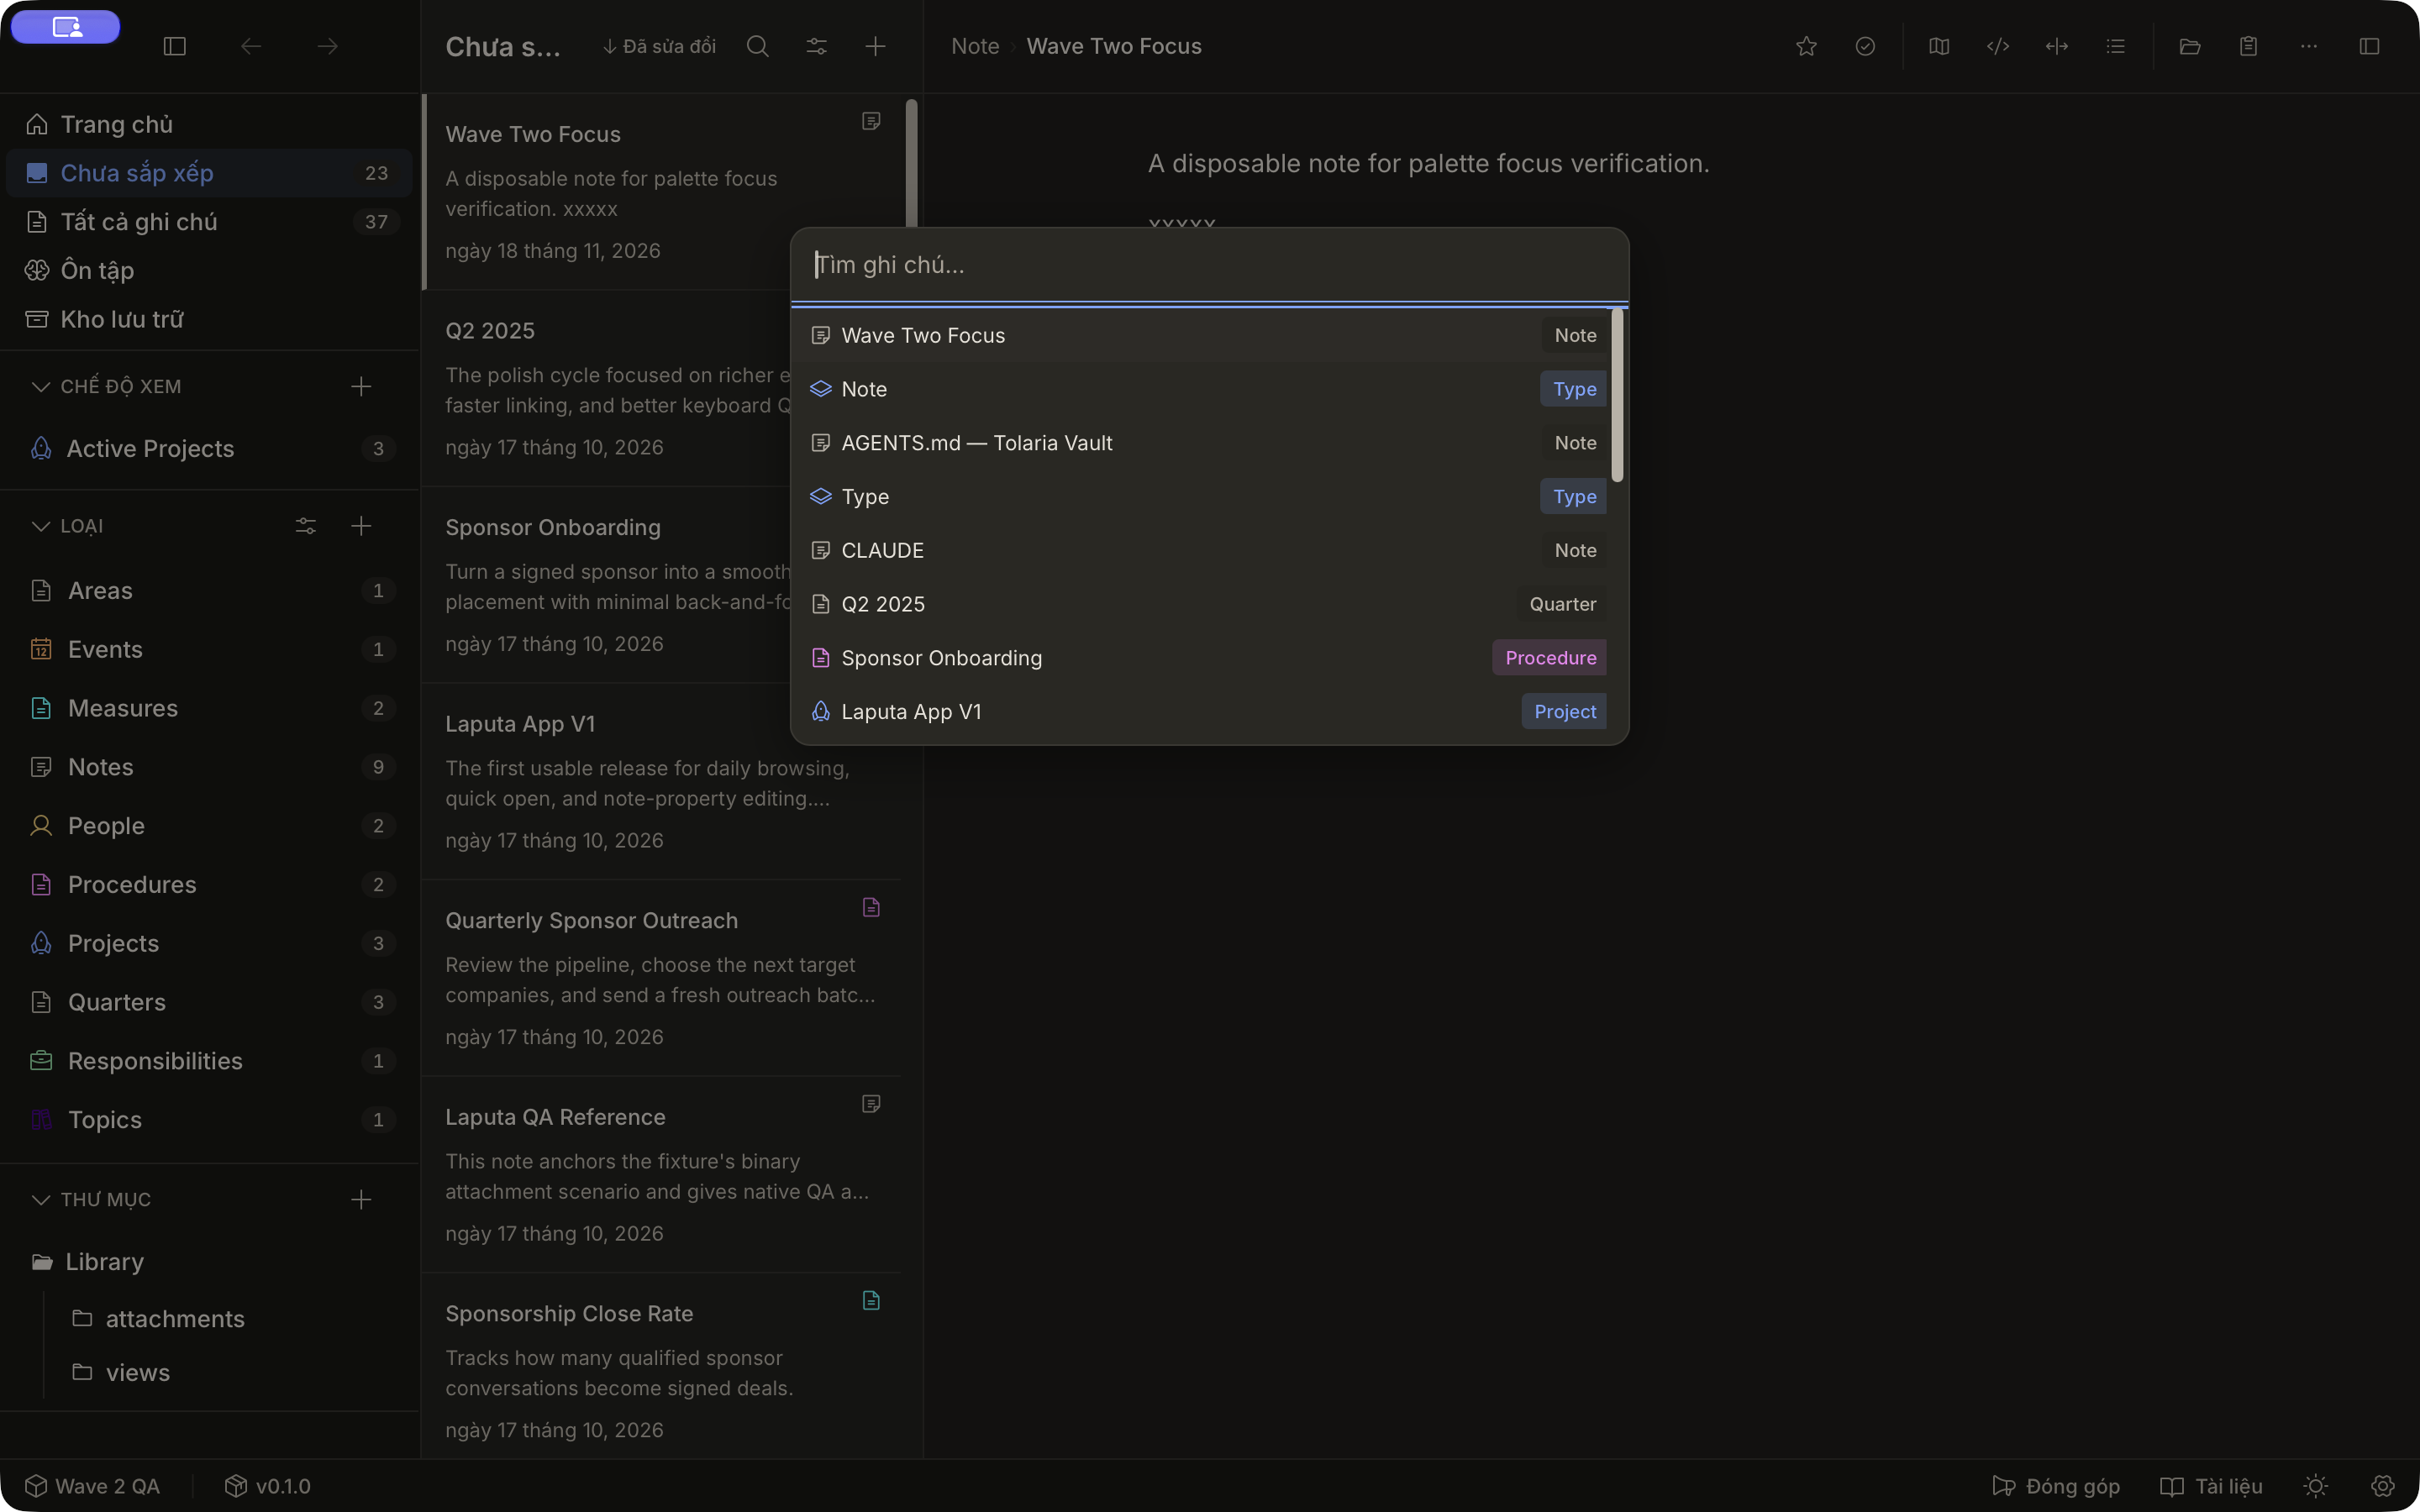 Chưa s...
Đã sửa đổi
Note › Wave Two Focus
Trang chủ
Chưa sắp xếp 23
Tất cả ghi chú 37
Ôn tập
Kho lưu trữ
CHẾ ĐỘ XEM
Active Projects 3
LOẠI
Areas 1
Events 1
12
Measures 2
Notes 9
People 2
Procedures 2
Projects 3
Quarters 3
Responsibilities 1
Topics 1
THƯ MỤC
Library
attachments
views
Wave Two Focus
A disposable note for palette focus
verification. xxxxx
ngày 18 tháng 11, 2026
Q2 2025
The polish cycle focused on richer
faster linking, and better keyboard
ngày 17 tháng 10, 2026
Sponsor Onboarding
Turn a signed sponsor into a smooth
placement with minimal
ngày 17 tháng 10, 2026
Laputa App V1
The first usable release for daily browsing,
quick open, and note-property editing....
ngày 17 tháng 10, 2026
Quarterly Sponsor Outreach
Review the pipeline, choose the next target
companies, and send a fresh outreach batc...
ngày 17 tháng 10, 2026
Laputa QA Reference
This note anchors the fixture's binary
attachment scenario and gives native QA a...
ngày 17 tháng 10, 2026
Sponsorship Close Rate
Tracks how many qualified sponsor
conversations become signed deals.
ngày 17 tháng 10, 2026
A disposable note for palette focus verification.
xxxxx
Tìm ghi chú...
Wave Two Focus Note
Note Type
AGENTS.md — Tolaria Vault Note
Type Type
CLAUDE Note
Q2 2025 Quarter
Sponsor Onboarding Procedure
Laputa App V1 Project
Wave 2 QA
v0.1.0
Đóng góp
Tài liệu